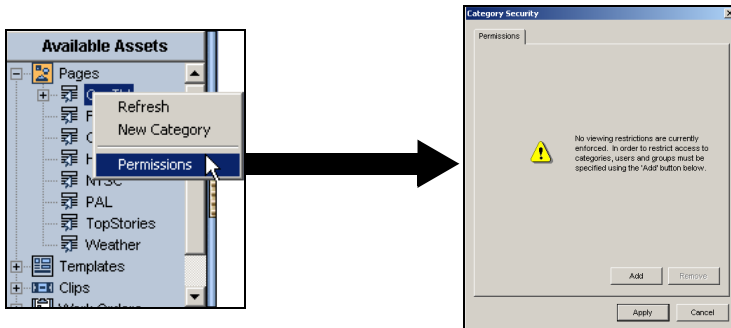 Available Assets
Pages
Refresh
New Category
Permissions
NTSC
PAL
TopStories
Weather
Templates
Clips
Category Security
Permissions
No viewing restrictions are currently
enforced. In order to restrict access to
categories, users and groups must be
specified using the 'Add' button below.
Add
Remove
Apply
Cancel